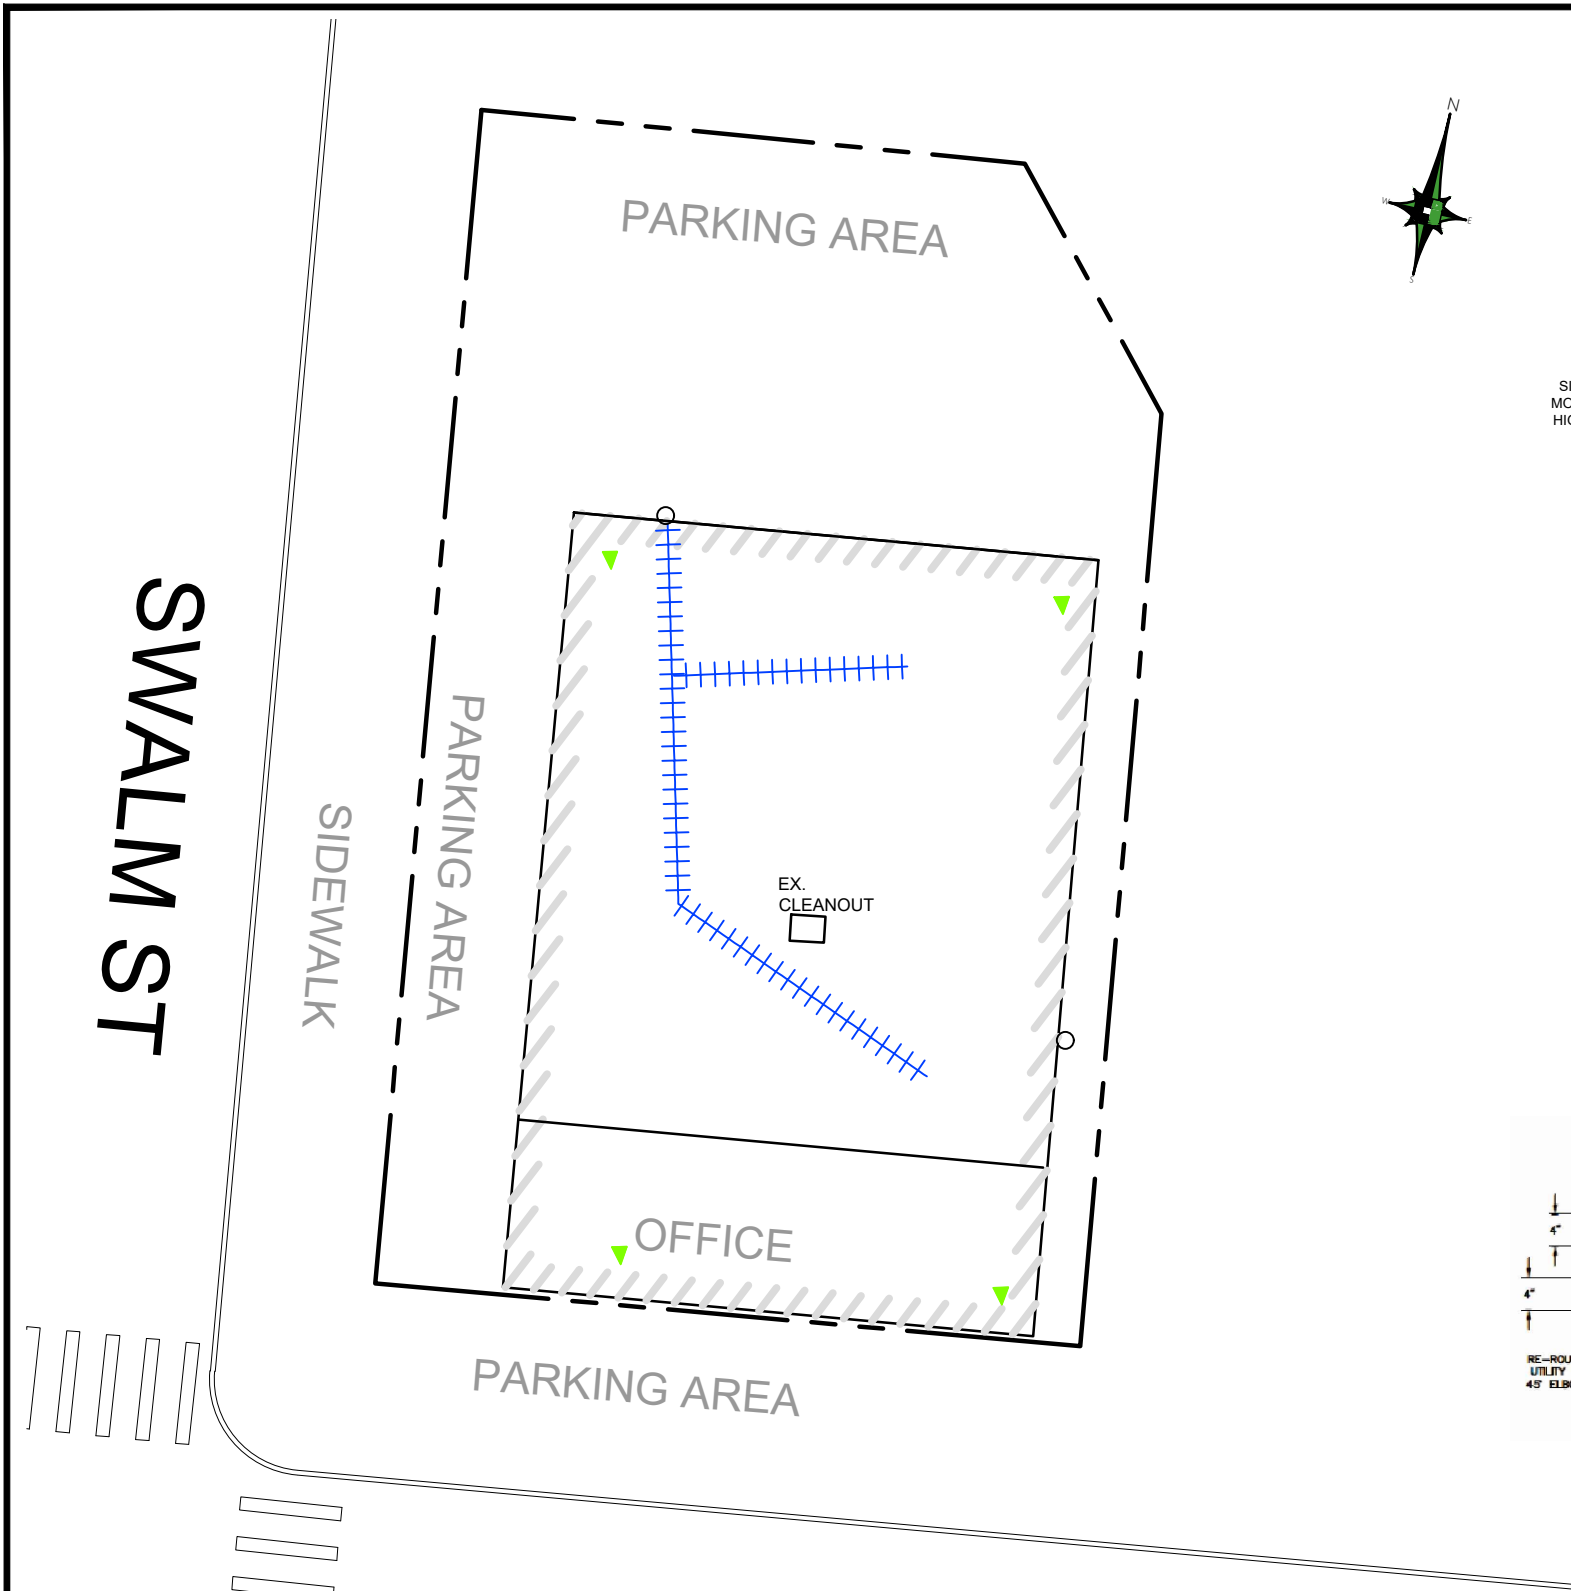 N
W
E
S
PARKING AREA
SWALM ST
SIDEWALK
PARKING AREA
EX.
CLEANOUT
OFFICE
PARKING AREA
4"
4"
UTILITY